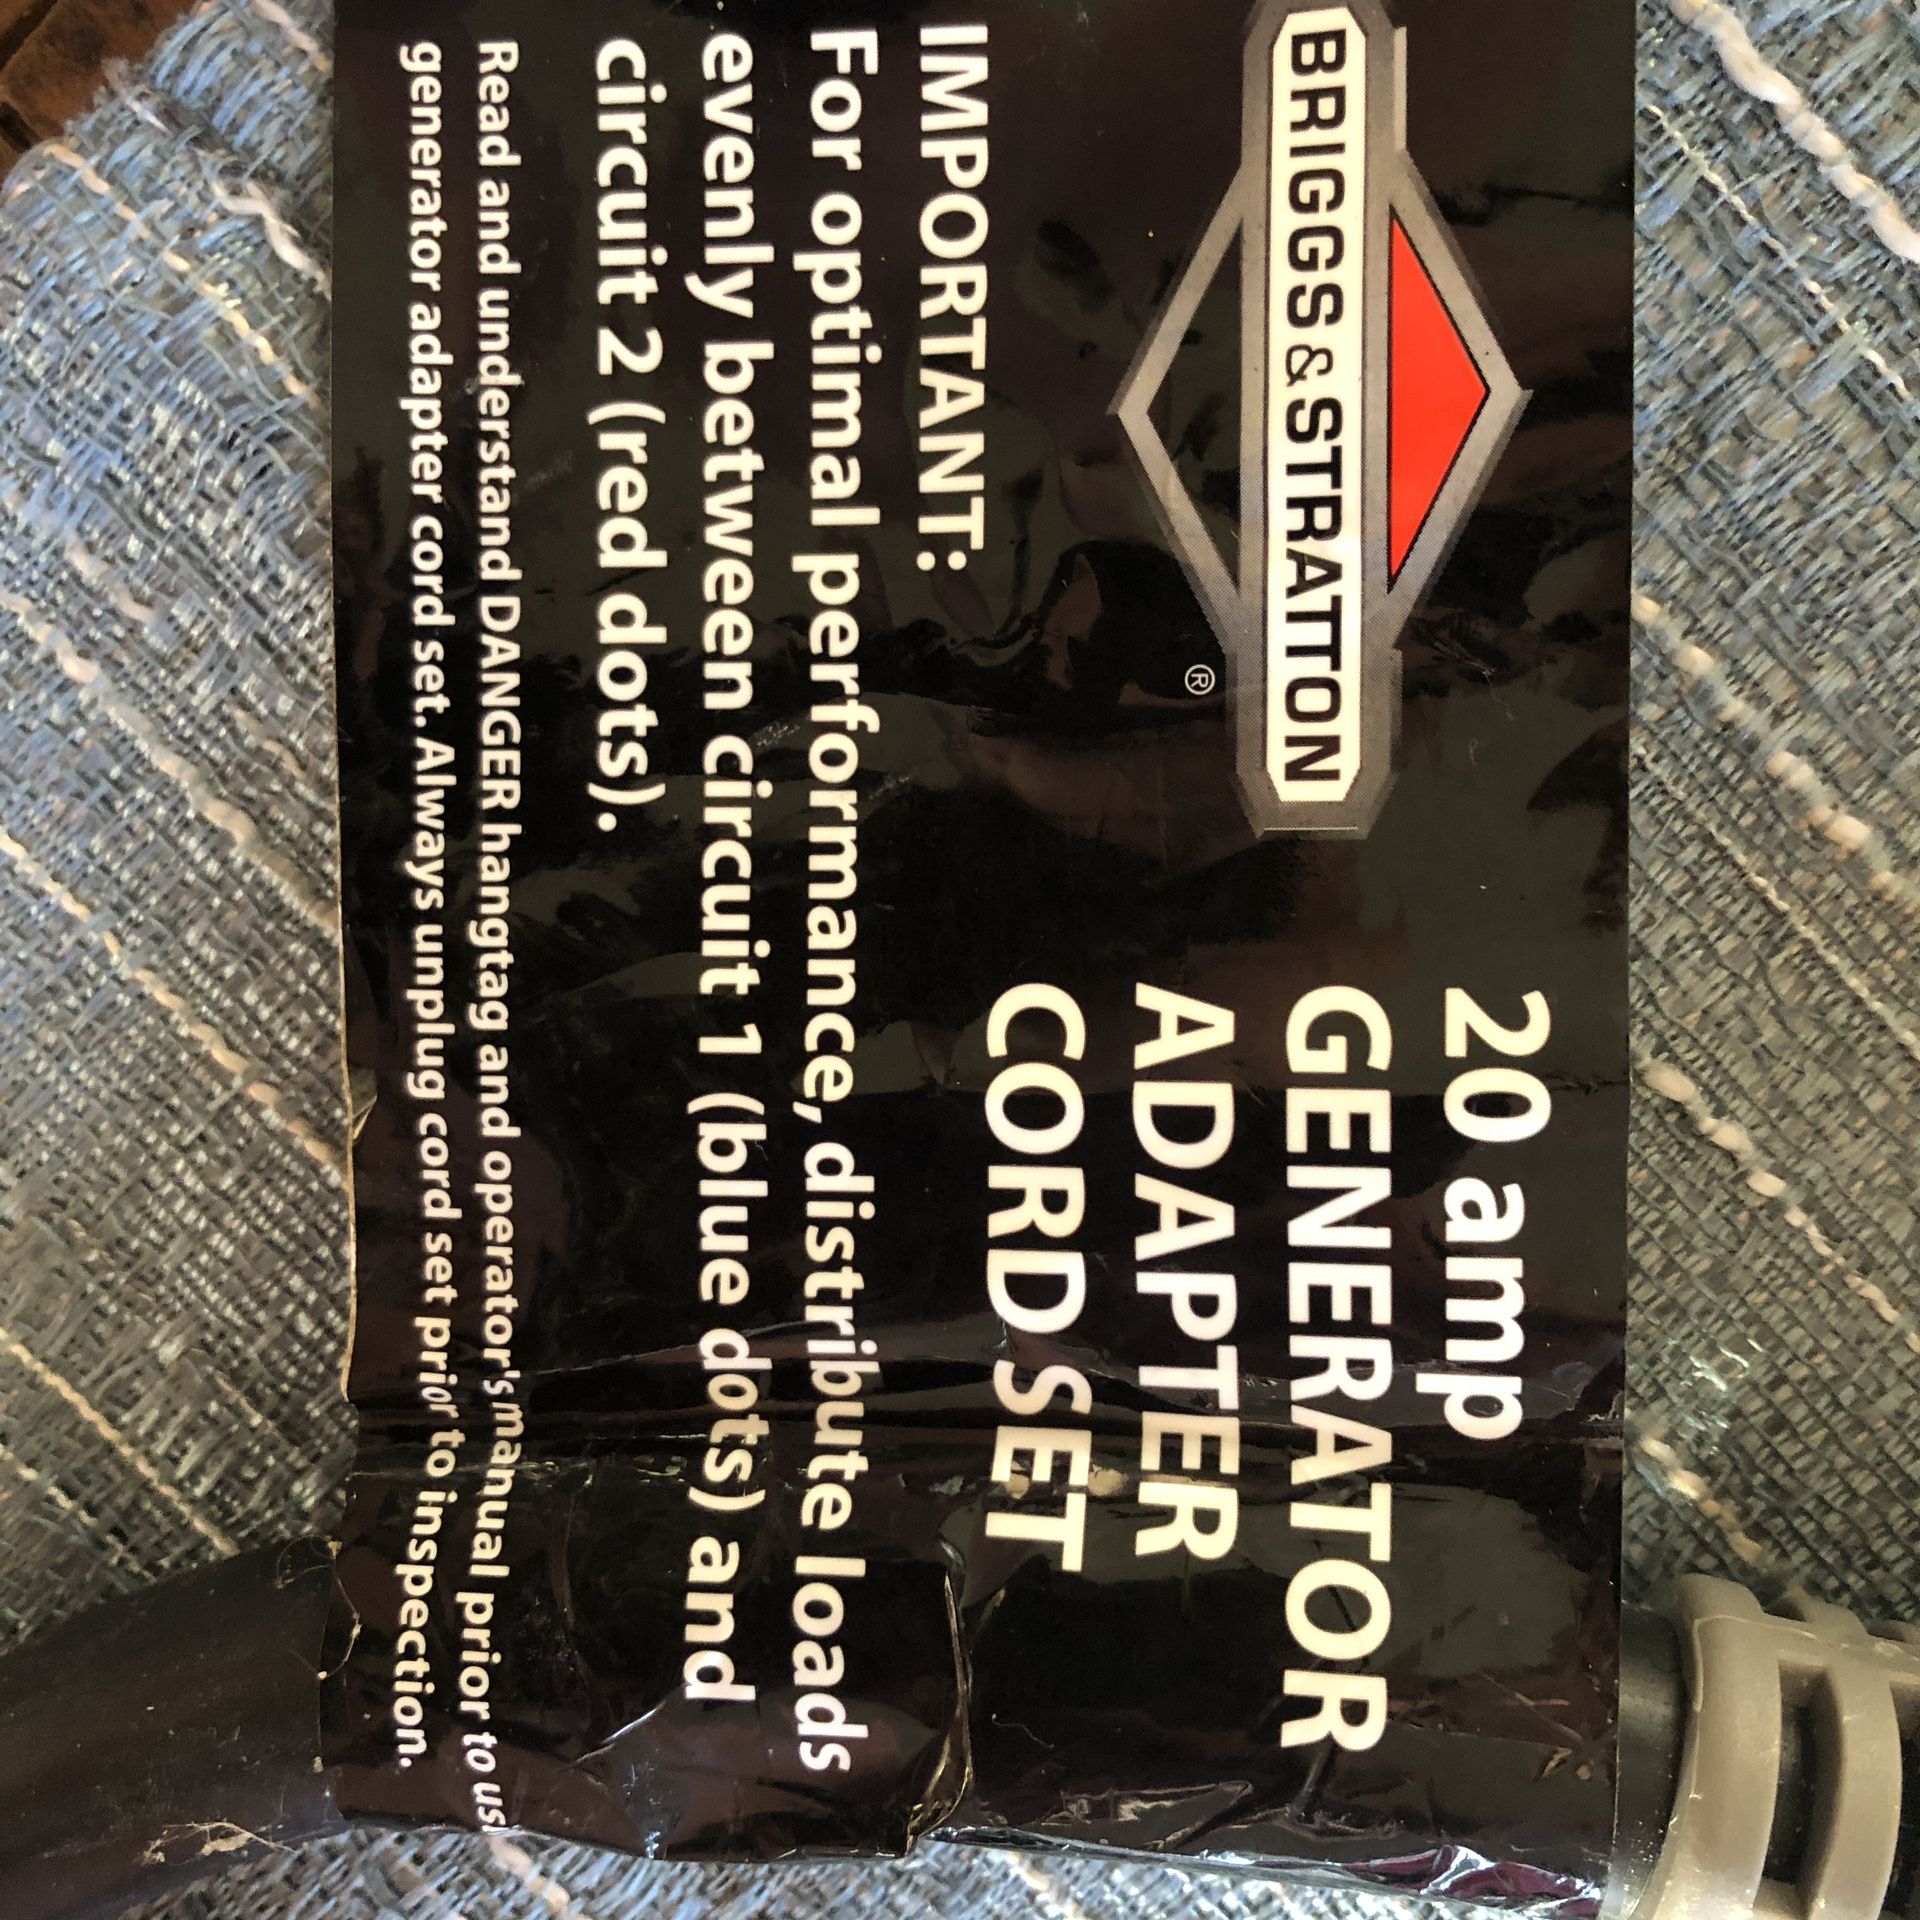 BRIGGS & STRATTON
®
20 amp
GENERATOR
ADAPTER
CORD SET
IMPORTANT:
For optimal performance, distribute loads
evenly between circuit 1 (blue dots) and
circuit 2 (red dots).
Read and understand DANGER hangtag and operator's manual prior to us
generator adapter cord set. Always unplug cord set prior to inspection.